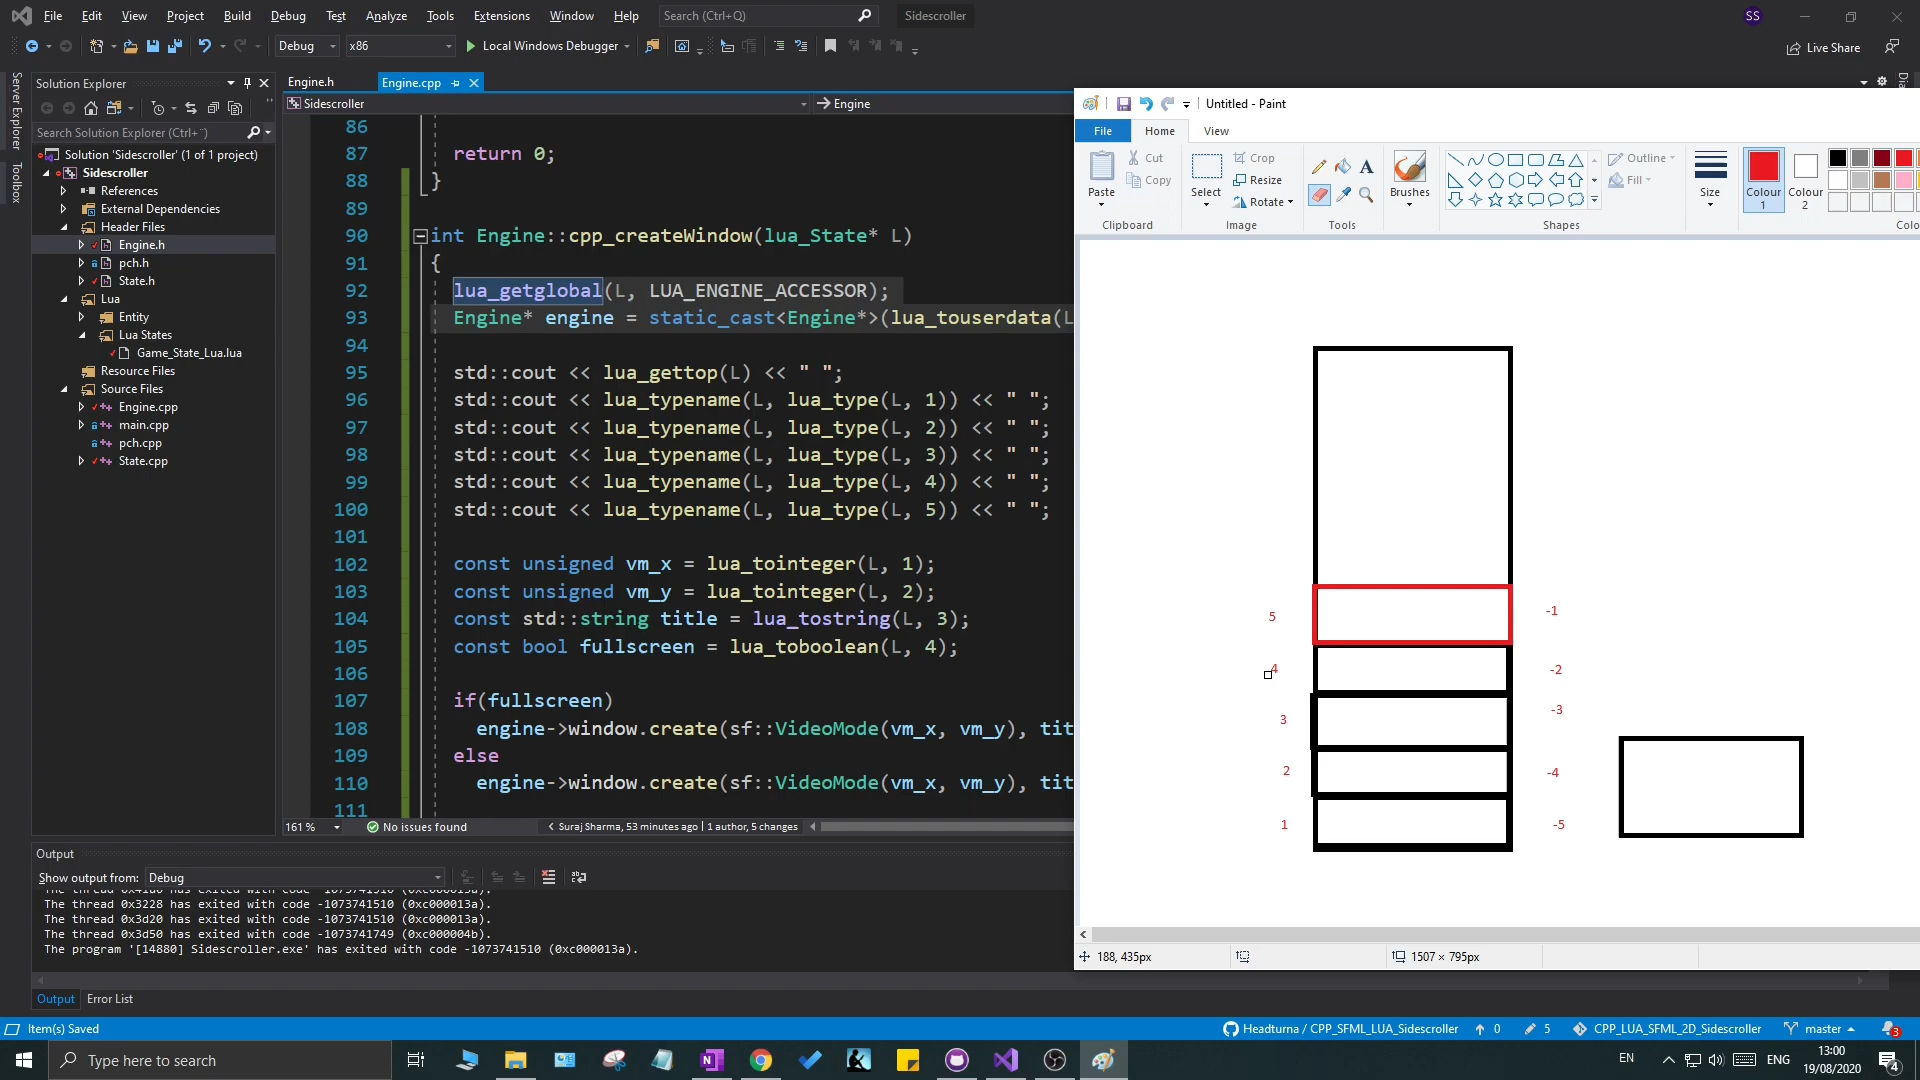 File Edit View Project Build Debug Test Analyze Tools Extensions Window Help Search (Ctrl+Q) Sidescroller SS
Debug x86 Local Windows Debugger Live Share
Server Explorer
Toolbox
Solution Explorer
Search Solution Explorer (Ctrl+¨)
Solution 'Sidescroller' (1 of 1 project)
Sidescroller
References
External Dependencies
Header Files
Engine.h
pch.h
State.h
Lua
Entity
Lua States
Game_State_Lua.lua
Resource Files
Source Files
Engine.cpp
main.cpp
pch.cpp
State.cpp
Engine.h Engine.cpp
Sidescroller Engine
86
87 return 0;
88 }
89
90 int Engine::cpp_createWindow(lua_State* L)
91 {
92 lua_getglobal(L, LUA_ENGINE_ACCESSOR);
93 Engine* engine = static_cast<Engine*>(lua_touserdata(L
94
95 std::cout << lua_gettop(L) << " ";
96 std::cout << lua_typename(L, lua_type(L, 1)) << " ";
97 std::cout << lua_typename(L, lua_type(L, 2)) << " ";
98 std::cout << lua_typename(L, lua_type(L, 3)) << " ";
99 std::cout << lua_typename(L, lua_type(L, 4)) << " ";
100 std::cout << lua_typename(L, lua_type(L, 5)) << " ";
101
102 const unsigned vm_x = lua_tointeger(L, 1);
103 const unsigned vm_y = lua_tointeger(L, 2);
104 const std::string title = lua_tostring(L, 3);
105 const bool fullscreen = lua_toboolean(L, 4);
106
107 if(fullscreen)
108 engine->window.create(sf::VideoMode(vm_x, vm_y), tit
109 else
110 engine->window.create(sf::VideoMode(vm_x, vm_y), tit
111
161 % No issues found Suraj Sharma, 53 minutes ago | 1 author, 5 changes
Output
Show output from: Debug
The thread 0x3228 has exited with code -1073741510 (0xc000013a).
The thread 0x3d20 has exited with code -1073741510 (0xc000013a).
The thread 0x3d50 has exited with code -1073741749 (0xc000004b).
The program '[14880] Sidescroller.exe' has exited with code -1073741510 (0xc000013a).
Output Error List
Item(s) Saved Headturna / CPP_SFML_LUA_Sidescroller 0 5 CPP_LUA_SFML_2D_Sidescroller master 3
Untitled - Paint
File Home View
Paste Cut Copy Select Crop Resize Rotate A Brushes Outline Fill Size Colour 1 Colour 2
Clipboard Image Tools Shapes Colo
5 -1
4 -2
3 -3
2 -4
1 -5
188, 435px 1507 × 795px
Type here to search EN ENG 13:00 19/08/2020 4